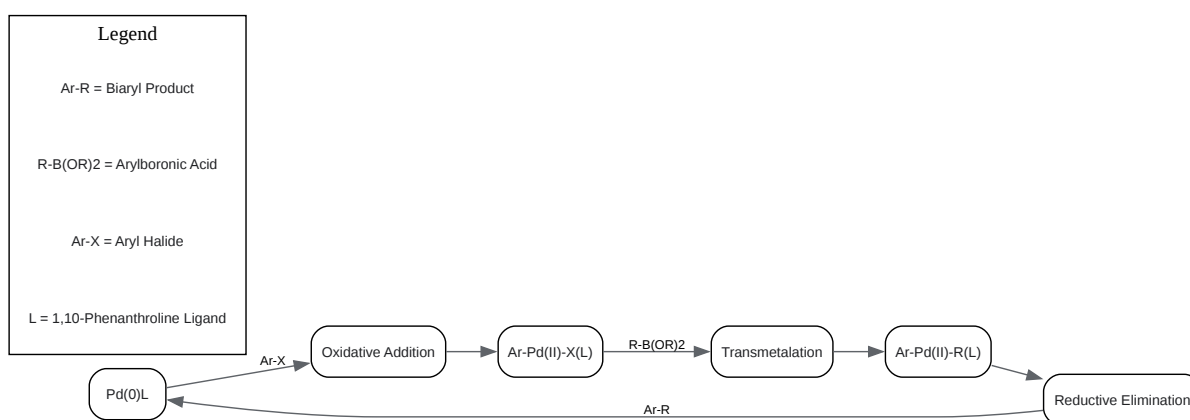 Legend
Ar-R = Biaryl Product
R-B(OR)2 = Arylboronic Acid
Ar-X = Aryl Halide
L = 1,10-Phenanthroline Ligand
Pd(0)L
Ar-X
Oxidative Addition
Ar-Pd(II)-X(L)
R-B(OR)2
Transmetalation
Ar-Pd(II)-R(L)
Reductive Elimination
Ar-R